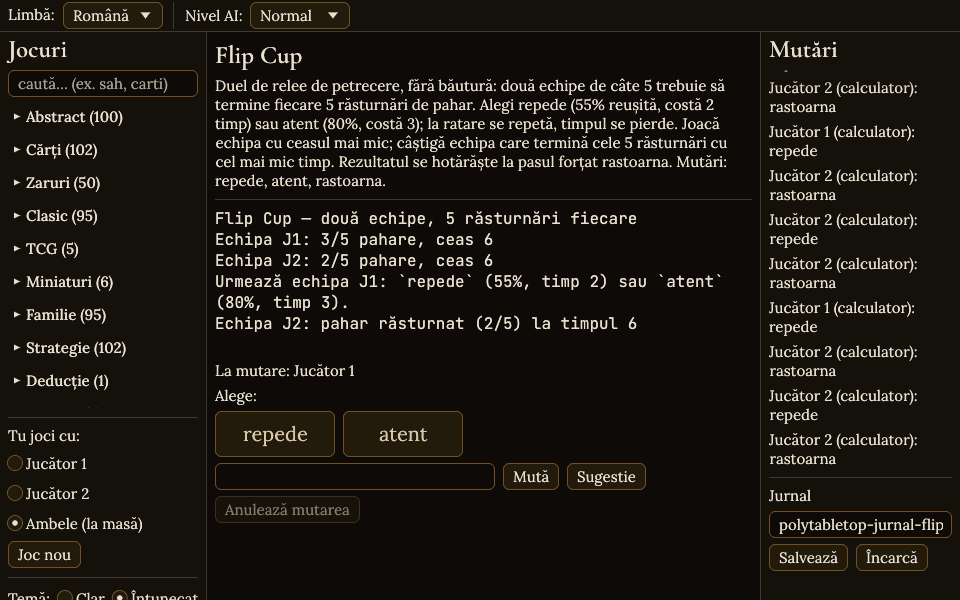 Limbă: Română ▼ Nivel AI: Normal ▼
Jocuri
caută... (ex. sah, carti)
▸ Abstract (100)
▸ Cărți (102)
▸ Zaruri (50)
▸ Clasic (95)
▸ TCG (5)
▸ Miniaturi (6)
▸ Familie (95)
▸ Strategie (102)
▸ Deducție (1)
Tu joci cu:
Jucător 1
Jucător 2
Ambele (la masă)
Joc nou
Temă: Clar Întunecat
Flip Cup
Duel de relee de petrecere, fără băutură: două echipe de câte 5 trebuie să
termine fiecare 5 răsturnări de pahar. Alegi repede (55% reușită, costă 2
timp) sau atent (80%, costă 3); la ratare se repetă, timpul se pierde. Joacă
echipa cu ceasul mai mic; câștigă echipa care termină cele 5 răsturnări cu
cel mai mic timp. Rezultatul se hotărăște la pasul forțat rastoarna. Mutări:
repede, atent, rastoarna.
Flip Cup — două echipe, 5 răsturnări fiecare
Echipa J1: 3/5 pahare, ceas 6
Echipa J2: 2/5 pahare, ceas 6
Urmează echipa J1: `repede` (55%, timp 2) sau `atent`
(80%, timp 3).
Echipa J2: pahar răsturnat (2/5) la timpul 6
La mutare: Jucător 1
Alege:
repede atent
Mută Sugestie
Anulează mutarea
Mutări
Jucător 2 (calculator):
rastoarna
Jucător 1 (calculator):
repede
Jucător 2 (calculator):
rastoarna
Jucător 2 (calculator):
repede
Jucător 2 (calculator):
rastoarna
Jucător 1 (calculator):
repede
Jucător 2 (calculator):
rastoarna
Jucător 2 (calculator):
repede
Jucător 2 (calculator):
rastoarna
Jurnal
polytabletop-jurnal-flip
Salvează Încarcă